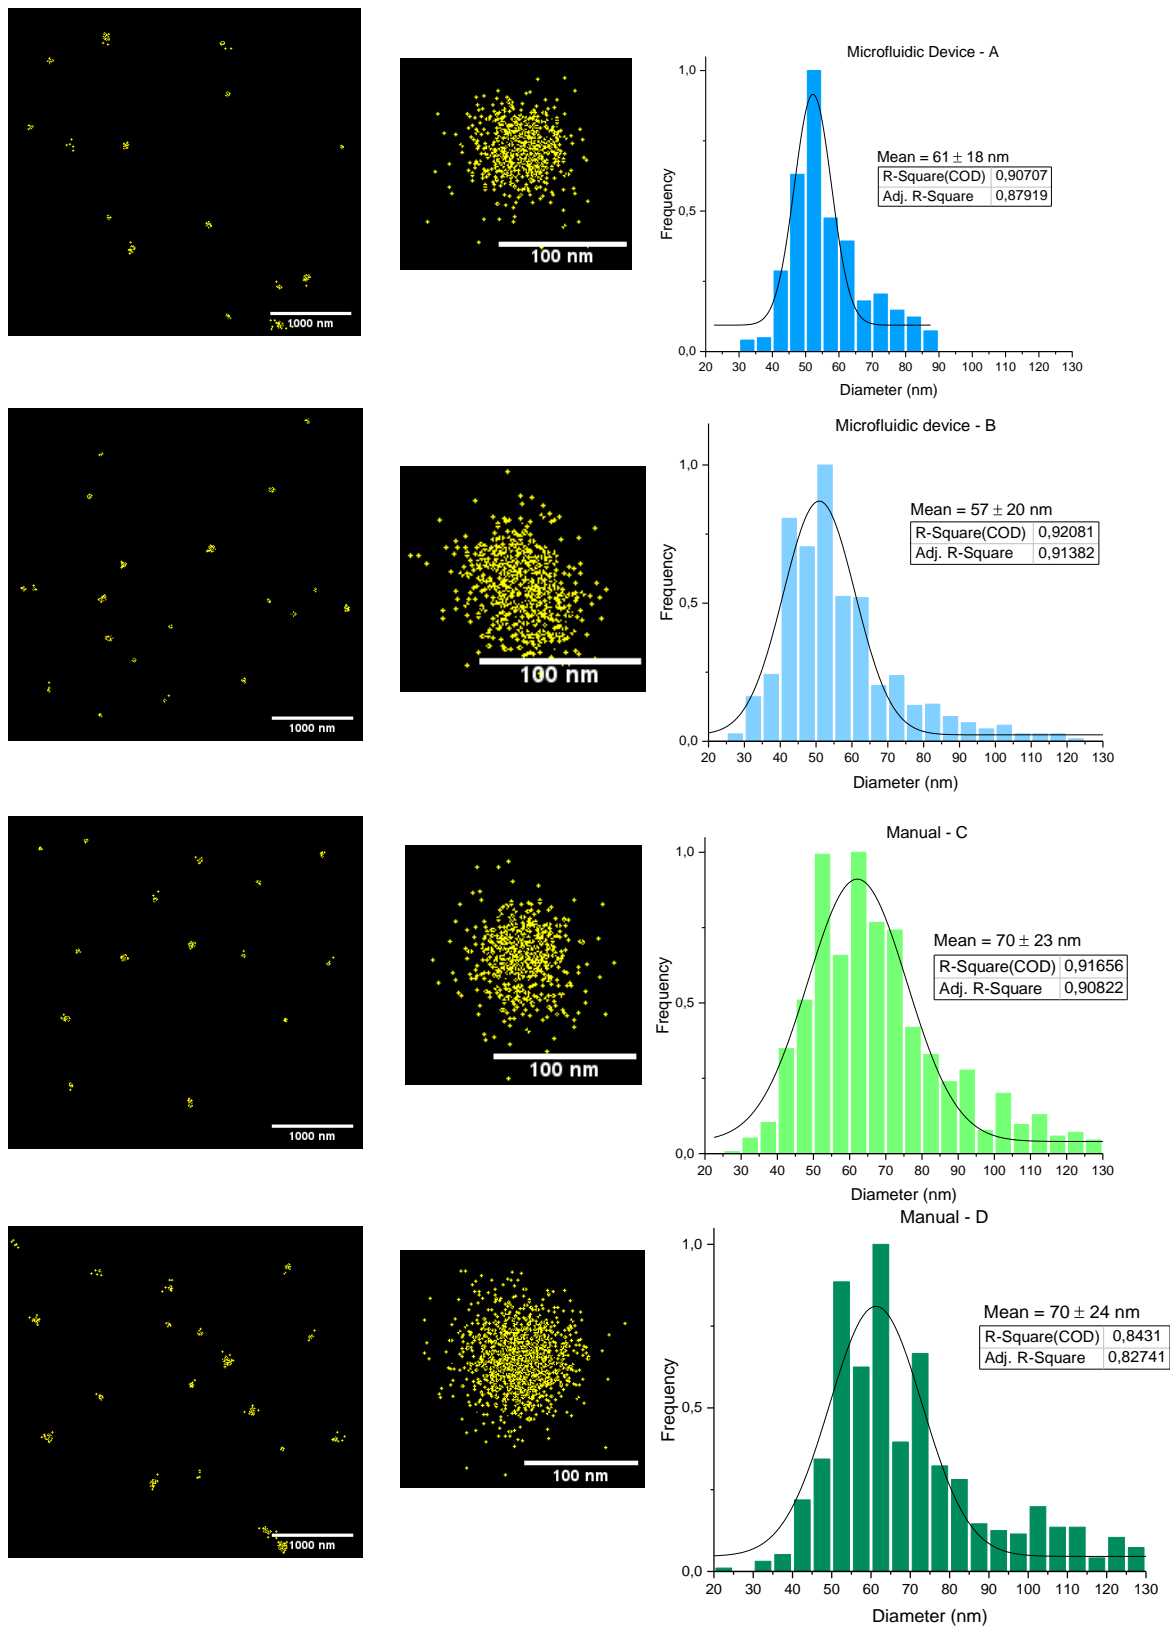 Microfluidic Device - A
1,0
0,5
0,0
Frequency
Mean = 61 ± 18 nm
R-Square(COD) 0,90707
Adj. R-Square 0,87919
20 30 40 50 60 70 80 90 100 110 120 130
Diameter (nm)
1000 nm
100 nm
Microfluidic device - B
1,0
0,5
0,0
Frequency
Mean = 57 ± 20 nm
R-Square(COD) 0,92081
Adj. R-Square 0,91382
20 30 40 50 60 70 80 90 100 110 120 130
Diameter (nm)
1000 nm
100 nm
Manual - C
1,0
0,5
0,0
Frequency
Mean = 70 ± 23 nm
R-Square(COD) 0,91656
Adj. R-Square 0,90822
20 30 40 50 60 70 80 90 100 110 120 130
Diameter (nm)
1000 nm
100 nm
Manual - D
1,0
0,5
0,0
Frequency
Mean = 70 ± 24 nm
R-Square(COD) 0,8431
Adj. R-Square 0,82741
20 30 40 50 60 70 80 90 100 110 120 130
Diameter (nm)
1000 nm
100 nm